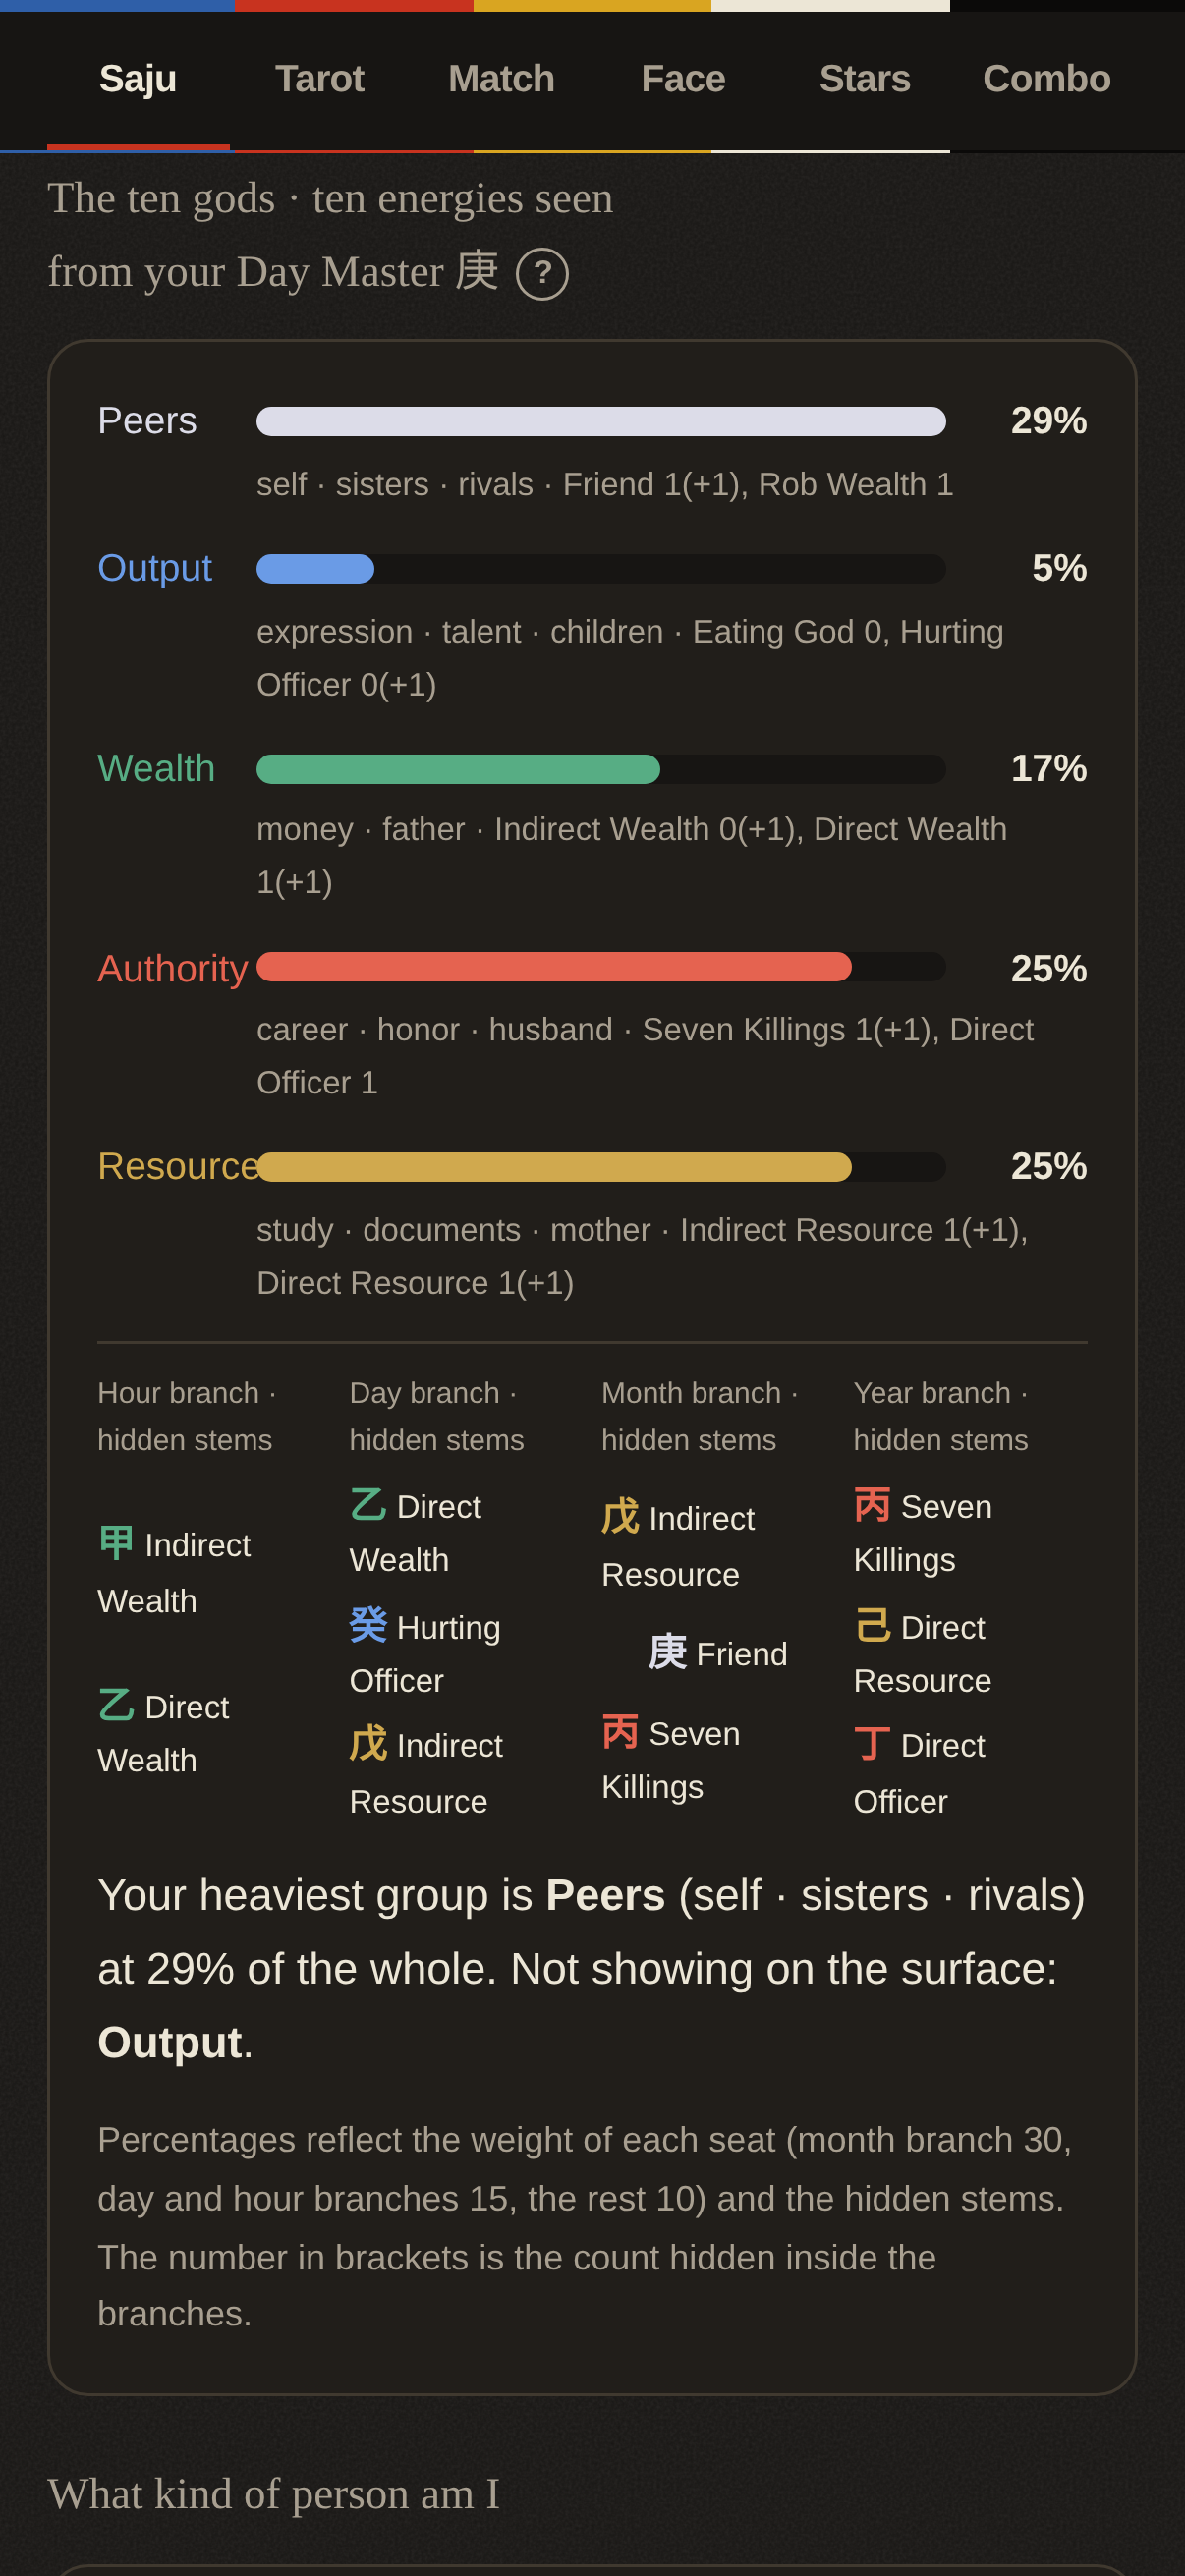 Saju Tarot Match Face Stars Combo
The ten gods · ten energies seen
from your Day Master 庚 ?
Peers 29%
self · sisters · rivals · Friend 1(+1), Rob Wealth 1
Output 5%
expression · talent · children · Eating God 0, Hurting
Officer 0(+1)
Wealth 17%
money · father · Indirect Wealth 0(+1), Direct Wealth
1(+1)
Authority 25%
career · honor · husband · Seven Killings 1(+1), Direct
Officer 1
Resource 25%
study · documents · mother · Indirect Resource 1(+1),
Direct Resource 1(+1)
Hour branch ·
hidden stems
甲 Indirect
Wealth
乙 Direct
Wealth
Day branch ·
hidden stems
乙 Direct
Wealth
癸 Hurting
Officer
戊 Indirect
Resource
Month branch ·
hidden stems
戊 Indirect
Resource
庚 Friend
丙 Seven
Killings
Year branch ·
hidden stems
丙 Seven
Killings
己 Direct
Resource
丁 Direct
Officer
Your heaviest group is Peers (self · sisters · rivals)
at 29% of the whole. Not showing on the surface:
Output.
Percentages reflect the weight of each seat (month branch 30,
day and hour branches 15, the rest 10) and the hidden stems.
The number in brackets is the count hidden inside the
branches.
What kind of person am I